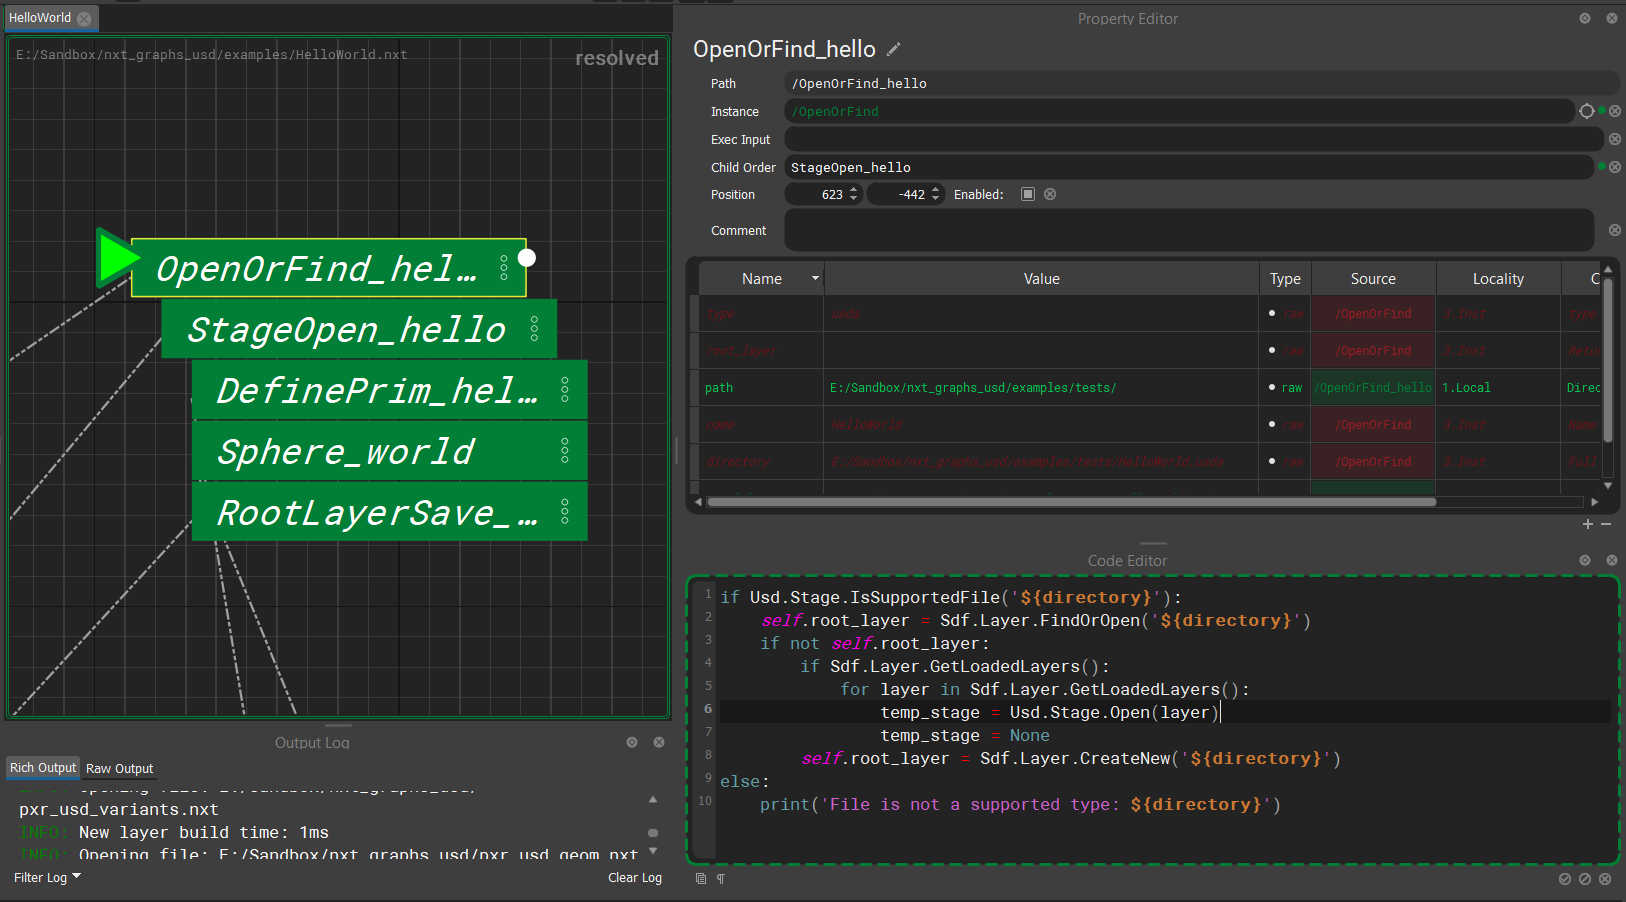 HelloWorld
E:/Sandbox/nxt_graphs_usd/examples/HelloWorld.nxt
resolved
OpenOrFind_hel...
StageOpen_hello
DefinePrim_hel...
Sphere_world
RootLayerSave_...
Output Log
Rich Output Raw Output
INFO: Opening file: E:/Sandbox/nxt_graphs_usd/
pxr_usd_variants.nxt
INFO: New layer build time: 1ms
INFO: Opening file: E:/Sandbox/nxt_graphs_usd/pxr_usd_geom.nxt
Filter Log
Clear Log
Property Editor
OpenOrFind_hello
Path /OpenOrFind_hello
Instance /OpenOrFind
Exec Input
Child Order StageOpen_hello
Position 623 -442 Enabled:
Comment
Name Value Type Source Locality C
type usda raw /OpenOrFind 3.Inst type
root_layer raw /OpenOrFind 3.Inst Retu
path E:/Sandbox/nxt_graphs_usd/examples/tests/ raw /OpenOrFind_hello 1.Local Direc
name HelloWorld raw /OpenOrFind 3.Inst Name
directory E:/Sandbox/nxt_graphs_usd/examples/tests/HelloWorld.usda raw /OpenOrFind 3.Inst Full
Code Editor
1 if Usd.Stage.IsSupportedFile('${directory}'):
2 self.root_layer = Sdf.Layer.FindOrOpen('${directory}')
3 if not self.root_layer:
4 if Sdf.Layer.GetLoadedLayers():
5 for layer in Sdf.Layer.GetLoadedLayers():
6 temp_stage = Usd.Stage.Open(layer)
7 temp_stage = None
8 self.root_layer = Sdf.Layer.CreateNew('${directory}')
9 else:
10 print('File is not a supported type: ${directory}')